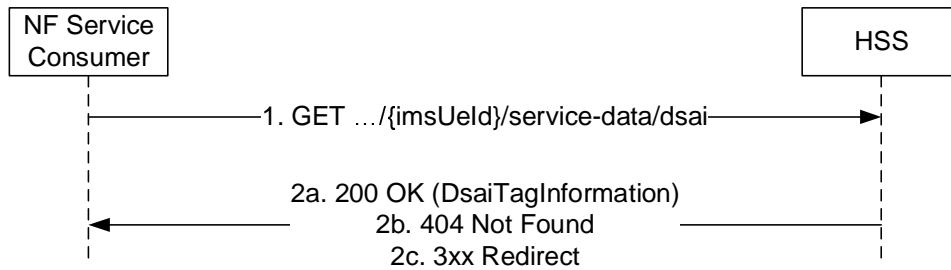 NF Service
Consumer
HSS
1. GET …/{imsUeId}/service-data/dsai
2a. 200 OK (DsaiTagInformation)
2b. 404 Not Found
2c. 3xx Redirect